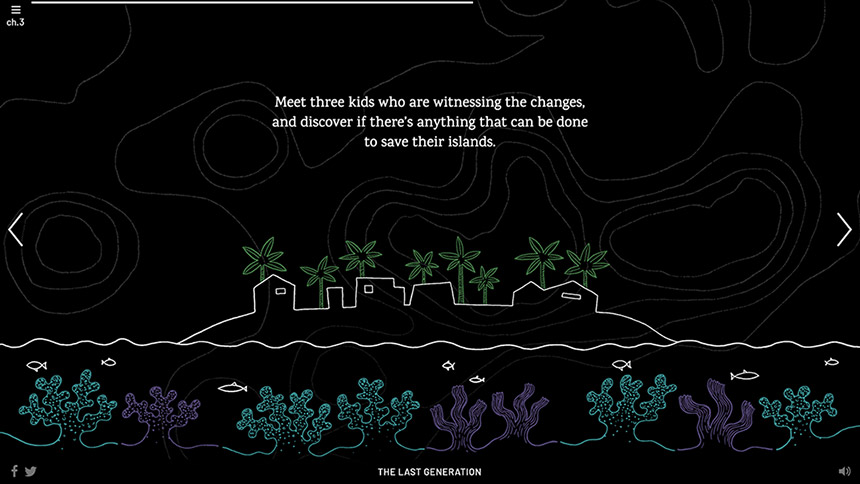 ch.3
Meet three kids who are witnessing the changes,
and discover if there's anything that can be done
to save their islands.
THE LAST GENERATION